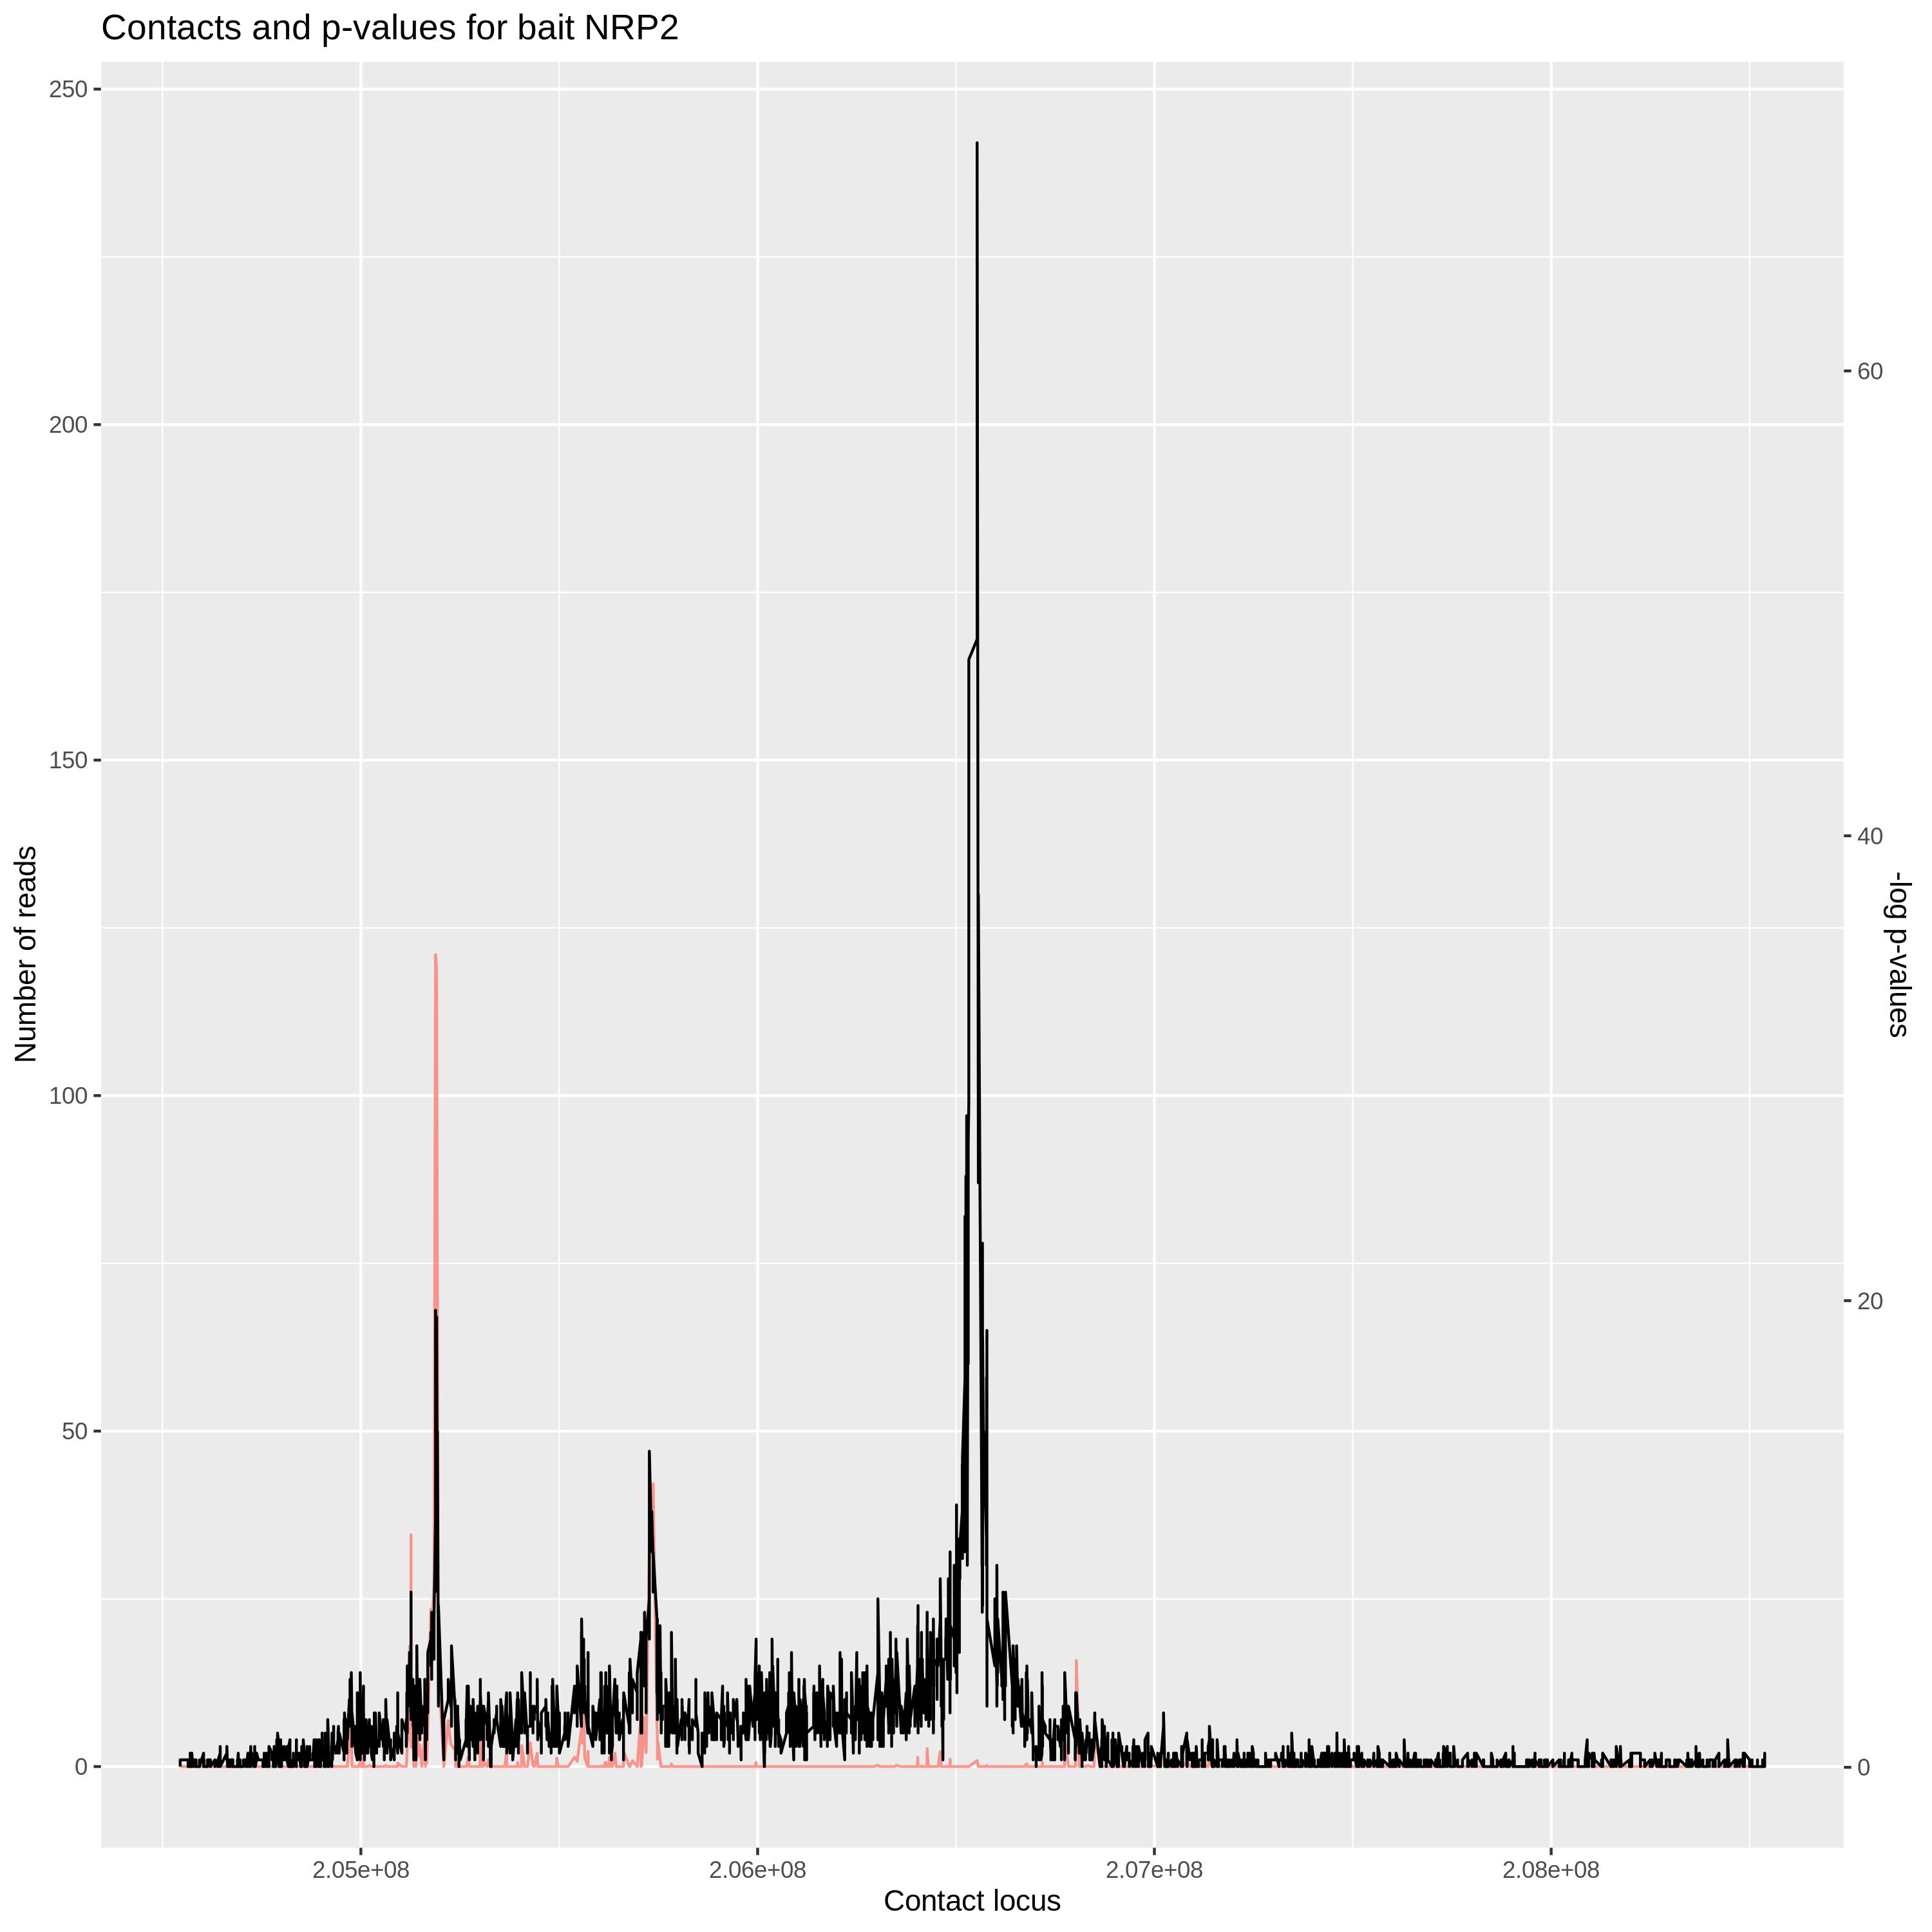 Contacts and p-values for bait NRP2
250
200
150
100
50
0
Number of reads
60
40
20
0
-log p-values
2.05e+08
2.06e+08
2.07e+08
2.08e+08
Contact locus